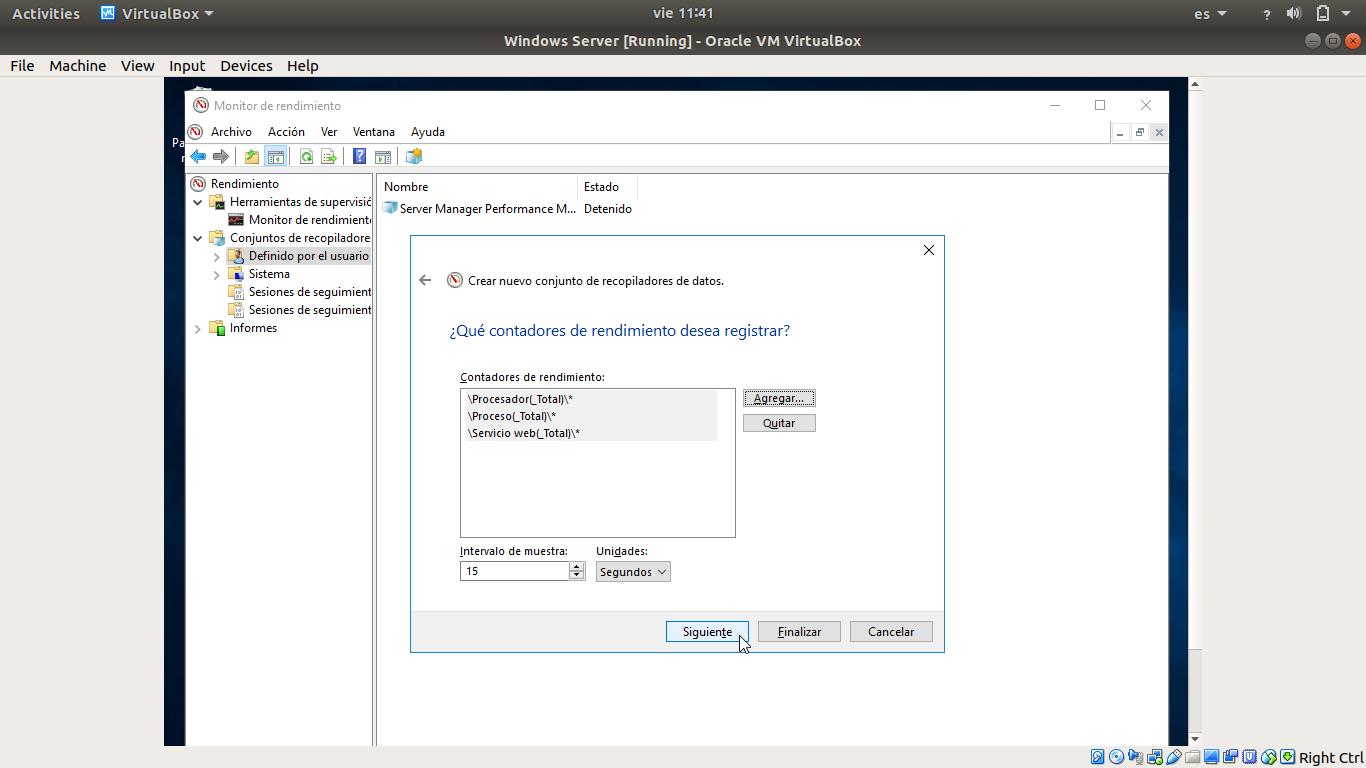 Activities VirtualBox vie 11:41 es ?
Windows Server [Running] - Oracle VM VirtualBox
File Machine View Input Devices Help
Monitor de rendimiento
Archivo Acción Ver Ventana Ayuda
Rendimiento
Herramientas de supervisió
Monitor de rendimiento
Conjuntos de recopiladore
Definido por el usuario
Sistema
Sesiones de seguimient
Sesiones de seguimient
Informes
Nombre Estado
Server Manager Performance M... Detenido
Crear nuevo conjunto de recopiladores de datos.
¿Qué contadores de rendimiento desea registrar?
Contadores de rendimiento:
\Procesador(_Total)\*
\Proceso(_Total)\*
\Servicio web(_Total)\*
Agregar...
Quitar
Intervalo de muestra: Unidades:
15 Segundos
Siguiente Finalizar Cancelar
Right Ctrl